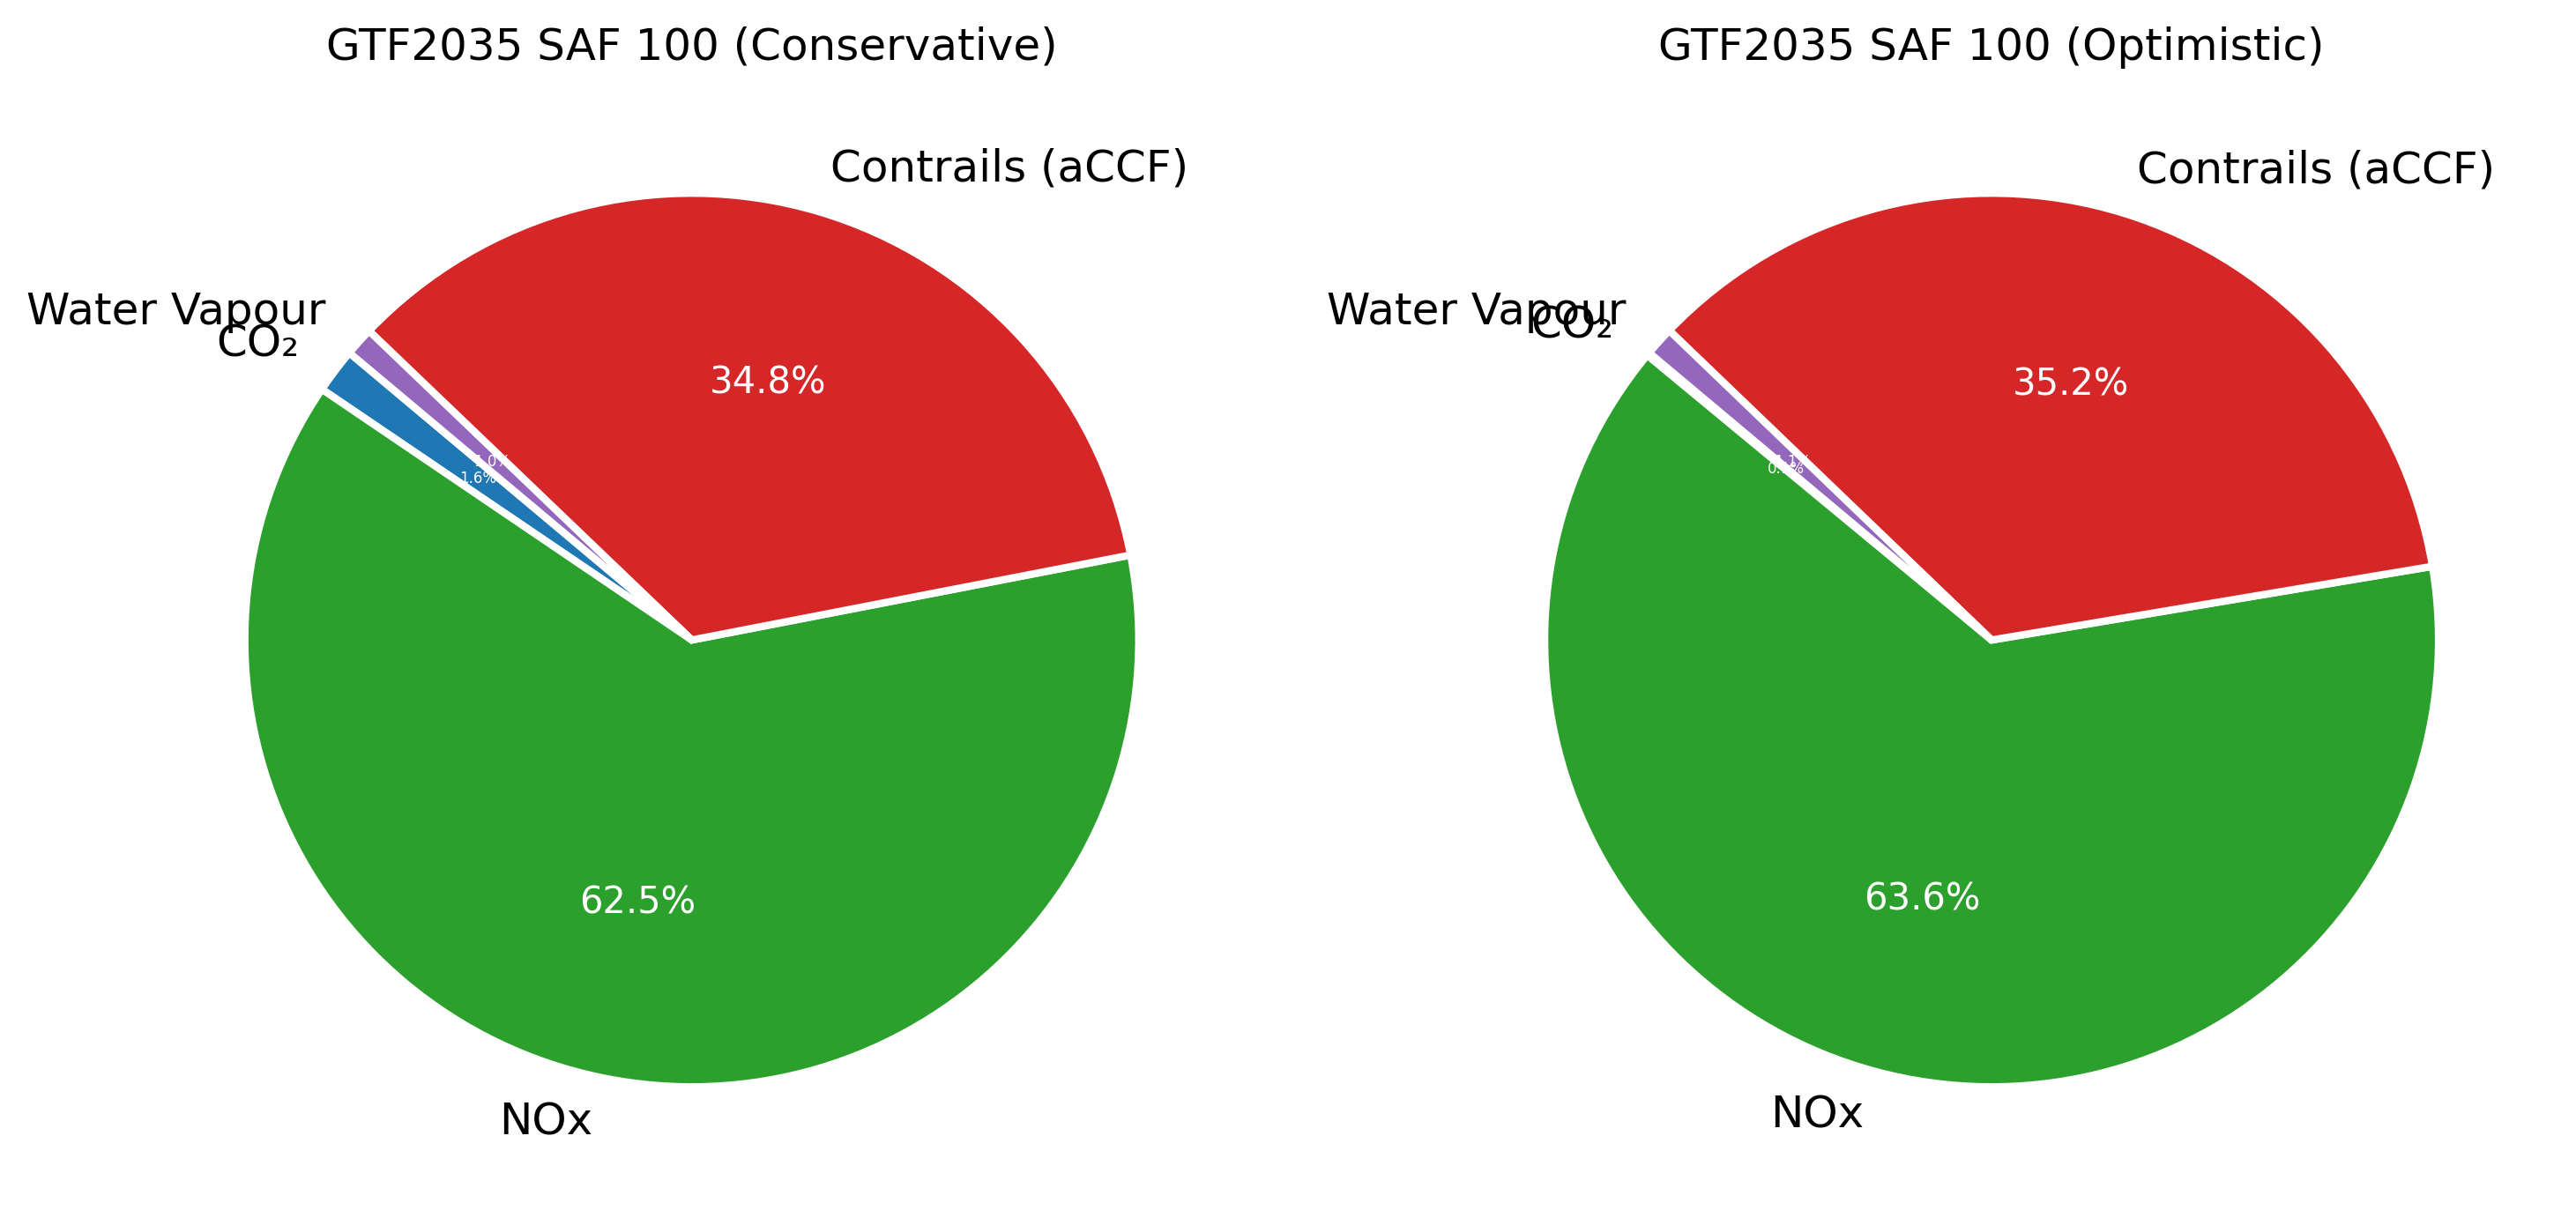 GTF2035 SAF 100 (Conservative)
Contrails (aCCF)
Water Vapour
CO₂
34.8%
1.6%
62.5%
NOx
GTF2035 SAF 100 (Optimistic)
Contrails (aCCF)
Water Vapour
CO₂
35.2%
63.6%
NOx